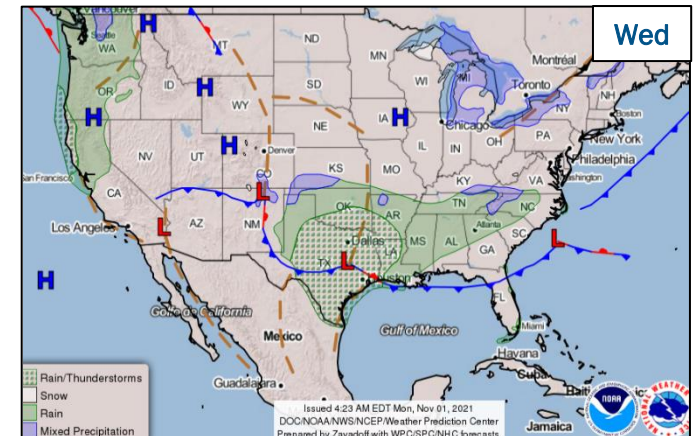 Wed
Vancouver
Seattle
WA
MT
ND
MN
Montréal
OR
ID
SD
WI
MI
Toronto
NH
WY
NY
Boston
H
H
H
H
H
H
IA
Chicago
NE
PA
New York
NV
UT
Denver
IL
IN
OH
Philadelphia
San Francisco
CO
KS
MO
KY
VA
Washington
CA
OK
TN
NC
Los Angeles
AZ
NM
L
L
L
L
AR
Atlanta
SC
Dallas
MS
AL
GA
TX
LA
Houston
FL
Golfo de California
Mexico
Gulf of Mexico
Miami
Havana
Guadalajara
Cuba
Jamaica
Rain/Thunderstorms
Snow
Rain
Mixed Precipitation
Issued 4:23 AM EDT Mon, Nov 01, 2021
DOC/NOAA/NWS/NCEP/Weather Prediction Center
Prepared by Zavadoff with WPC/SPC/NHC forecasts
NOAA